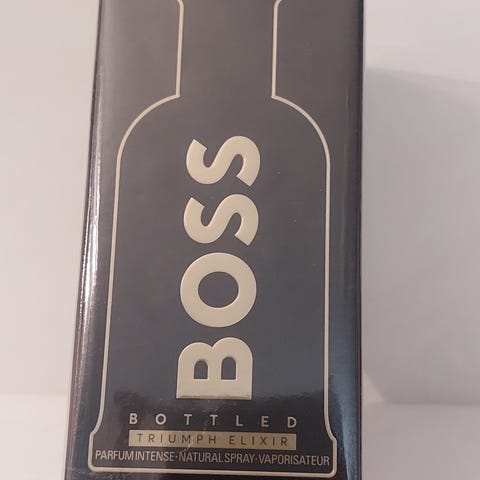 BOSS
BOTTLED
TRIUMPH ELIXIR
PARFUM INTENSE·NATURAL SPRAY·VAPORISATEUR